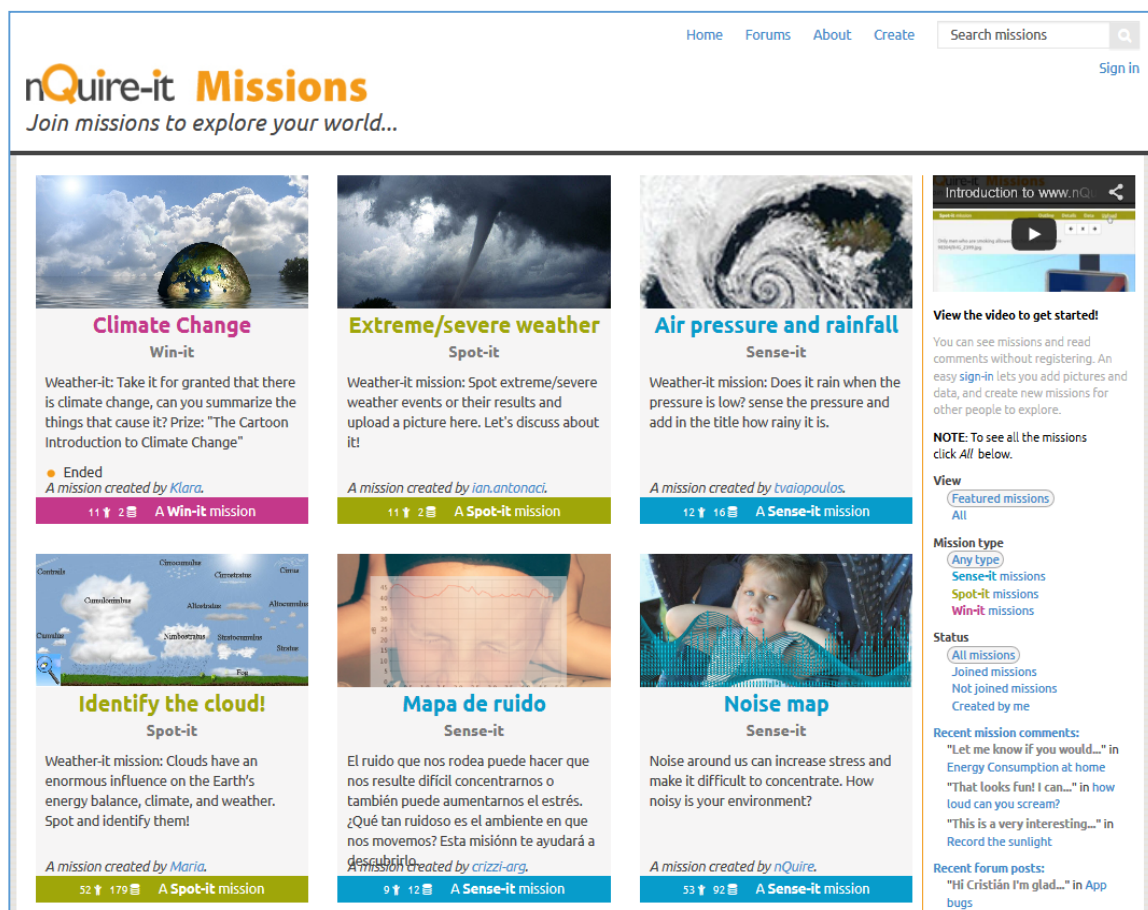 Home Forums About Create Search missions
Sign in
nQuire-it Missions
Join missions to explore your world...
Climate Change
Win-it
Weather-it: Take it for granted that there
is climate change, can you summarize the
things that cause it? Prize: "The Cartoon
Introduction to Climate Change"
Ended
A mission created by Klara.
11 2 A Win-it mission
Extreme/severe weather
Spot-it
Weather-it mission: Spot extreme/severe
weather events or their results and
upload a picture here. Let's discuss about
it!
A mission created by ian.antonaci.
11 2 A Spot-it mission
Air pressure and rainfall
Sense-it
Weather-it mission: Does it rain when the
pressure is low? sense the pressure and
add in the title how rainy it is.
A mission created by tvaiopoulos.
12 16 A Sense-it mission
Contrails
Cirrocumulus
Cirrostratus
Cirrus
Cumulonimbus
Altostratus
Altocumulus
Cumulus
Nimbostratus
Stratocumulus
Stratus
Fog
Identify the cloud!
Spot-it
Weather-it mission: Clouds have an
enormous influence on the Earth's
energy balance, climate, and weather.
Spot and identify them!
A mission created by Maria.
52 179 A Spot-it mission
Mapa de ruido
Sense-it
El ruido que nos rodea puede hacer que
nos resulte difícil concentrarnos o
también puede aumentarnos el estrés.
¿Qué tan ruidoso es el ambiente en que
nos movemos? Esta misiónn te ayudará a
descubrirlo.
A mission created by crizzi-arg.
9 12 A Sense-it mission
Noise map
Sense-it
Noise around us can increase stress and
make it difficult to concentrate. How
noisy is your environment?
A mission created by nQuire.
53 92 A Sense-it mission
Introduction to www.nQ
View the video to get started!
You can see missions and read
comments without registering. An
easy sign-in lets you add pictures and
data, and create new missions for
other people to explore.
NOTE: To see all the missions
click All below.
View
Featured missions
All
Mission type
Any type
Sense-it missions
Spot-it missions
Win-it missions
Status
All missions
Joined missions
Not joined missions
Created by me
Recent mission comments:
"Let me know if you would..." in
Energy Consumption at home
"That looks fun! I can..." in how
loud can you scream?
"This is a very interesting..." in
Record the sunlight
Recent forum posts:
"Hi Cristián I'm glad..." in App
bugs